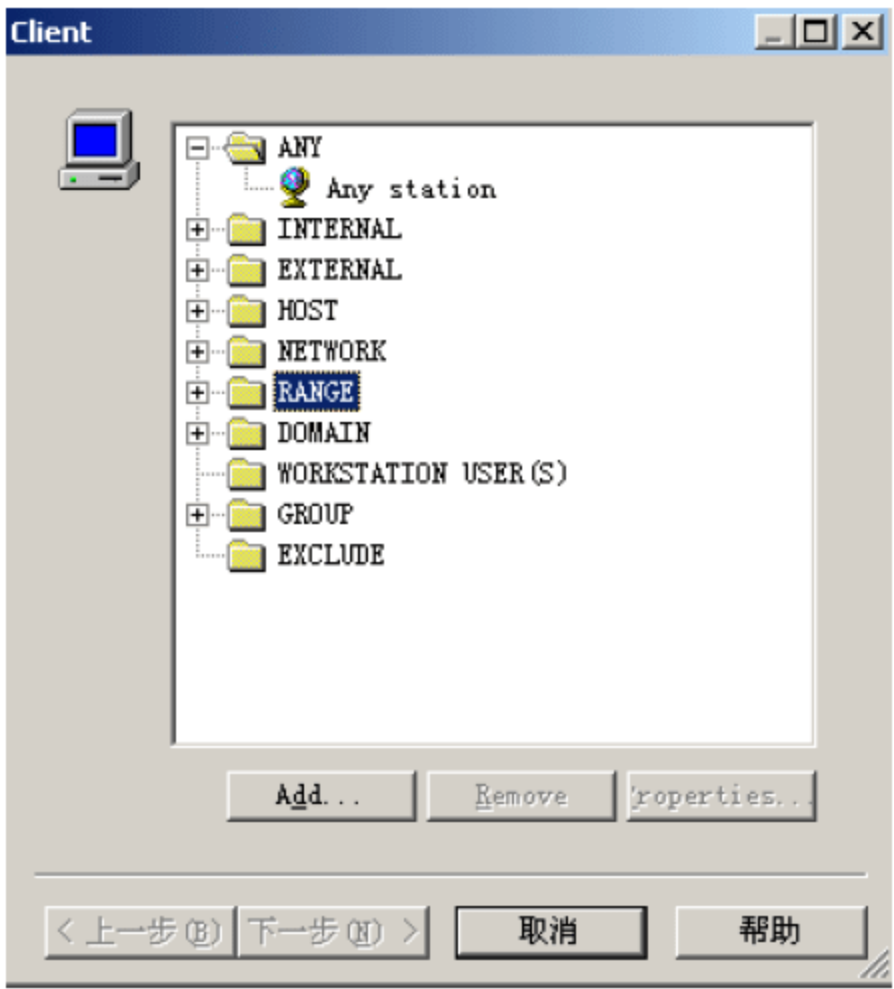 Client
ANY
Any station
INTERNAL
EXTERNAL
HOST
NETWORK
RANGE
DOMAIN
WORKSTATION USER(S)
GROUP
EXCLUDE
Add... Remove roperties...
< 上一步(B) 下一步(N) > 取消 帮助